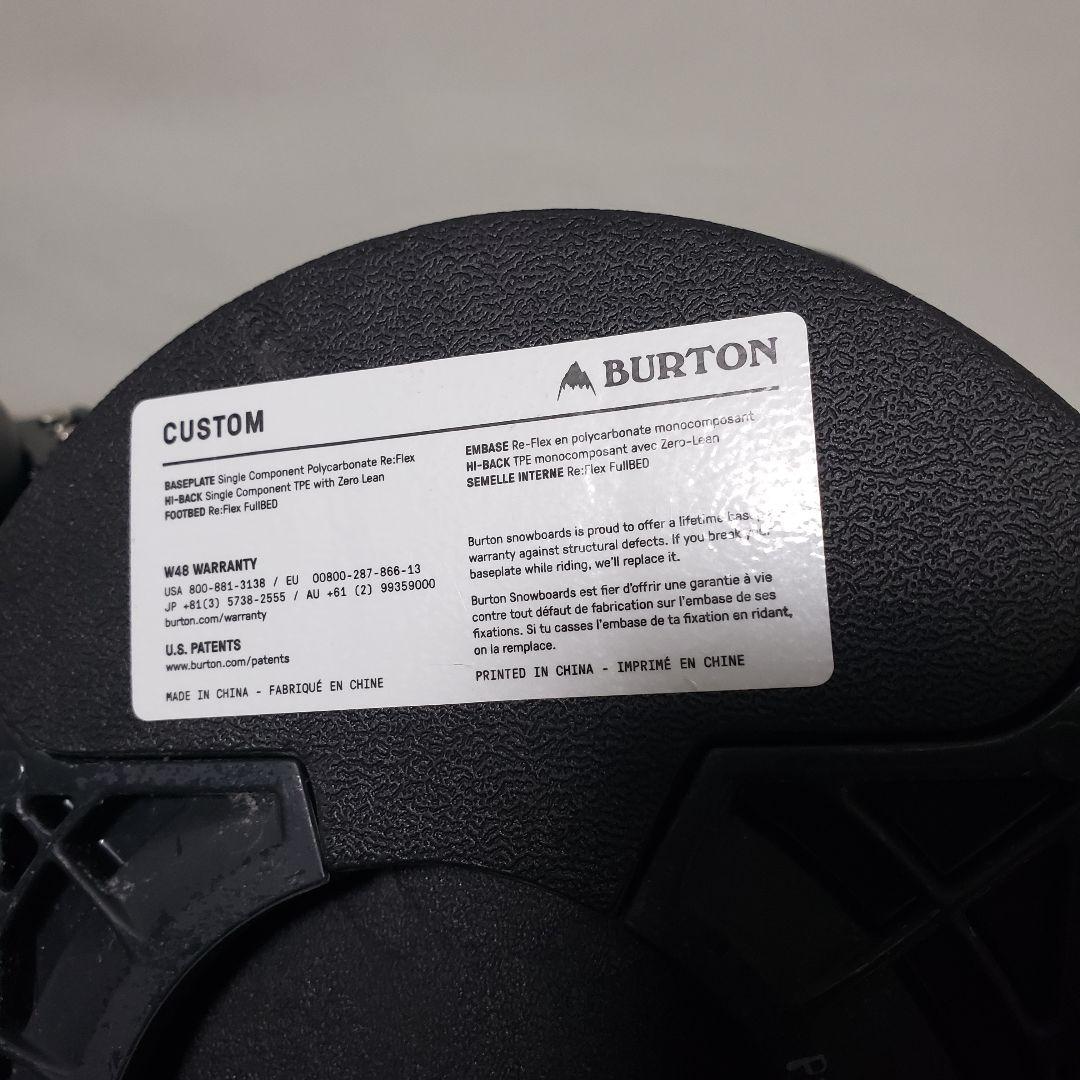 BURTON
CUSTOM
BASEPLATE Single Component Polycarbonate Re:Flex
HI-BACK Single Component TPE with Zero Lean
FOOTBED Re:Flex FullBED
EMBASE Re-Flex en polycarbonate monocomposant
HI-BACK TPE monocomposant avec Zero-Lean
SEMELLE INTERNE Re:Flex FullBED
W48 WARRANTY
USA 800-881-3138 / EU 00800-287-866-13
JP +81(3) 5738-2555 / AU +61 (2) 99359000
burton.com/warranty
U.S. PATENTS
www.burton.com/patents
MADE IN CHINA - FABRIQUÉ EN CHINE
Burton snowboards is proud to offer a lifetime
warranty against structural defects. If you break
baseplate while riding, we'll replace it.
Burton Snowboards est fier d'offrir une garantie à vie
contre tout défaut de fabrication sur l'embase de ses
fixations. Si tu casses l'embase de ta fixation en ridant,
on la remplace.
PRINTED IN CHINA - IMPRIMÉ EN CHINE
P